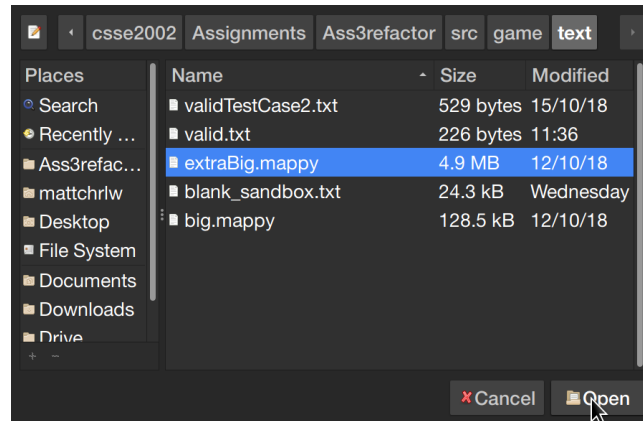 csse2002 Assignments Ass3refactor src game text
Places Name Size Modified
Search validTestCase2.txt 529 bytes 15/10/18
Recently ... valid.txt 226 bytes 11:36
Ass3refac... extraBig.mappy 4.9 MB 12/10/18
mattchrlw blank_sandbox.txt 24.3 kB Wednesday
Desktop big.mappy 128.5 kB 12/10/18
File System
Documents
Downloads
Drive
Cancel Open